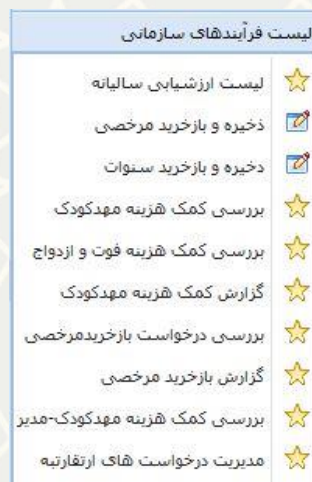 لیست فرآیندهای سازمانی
لیست ارزشیابی سالیانه
ذخیره و بازخرید مرخصی
دخیره و بازخرید سنوات
بررسی کمک هزینه مهدکودک
بررسی کمک هزینه فوت و ازدواج
گزارش کمک هزینه مهدکودک
بررسی درخواست بازخریدمرخصی
گزارش بازخرید مرخصی
بررسی کمک هزینه مهدکودک-مدیر
مدیریت درخواست های ارتقارتبه